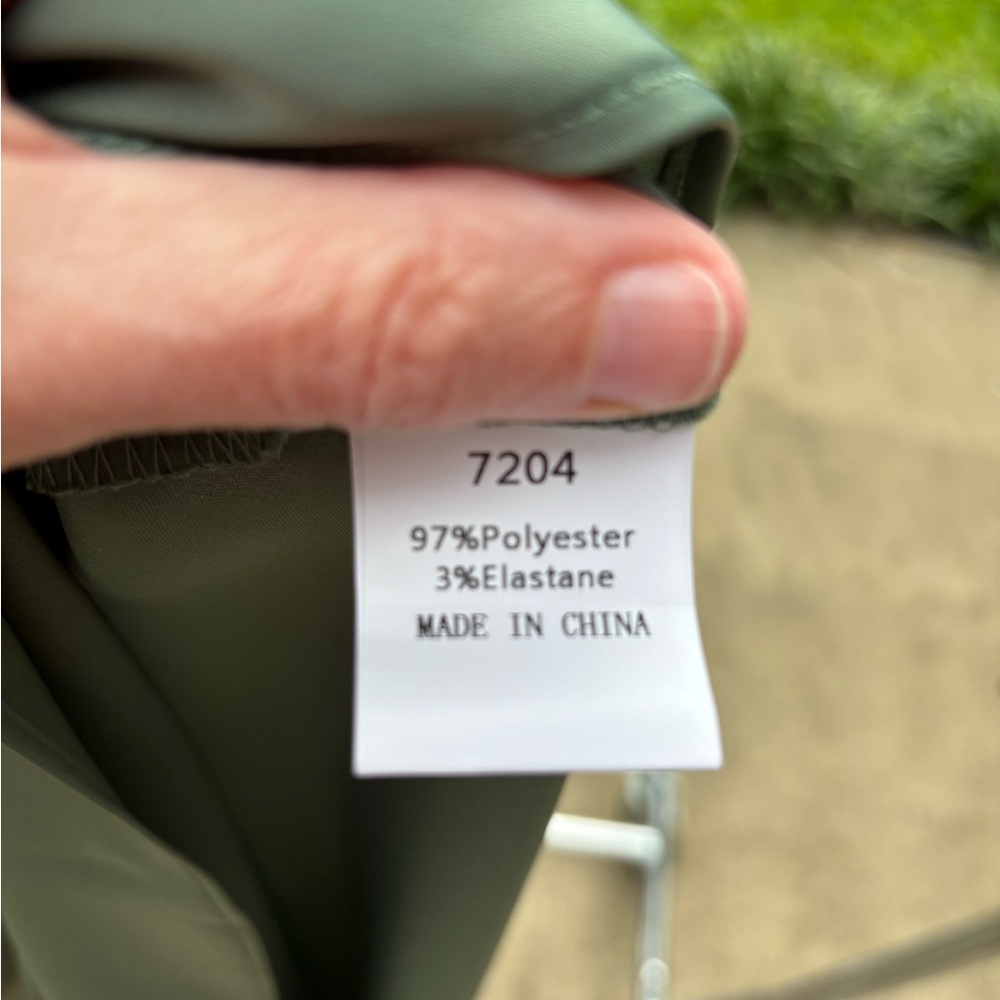 7204
97%Polyester
3%Elastane
MADE IN CHINA